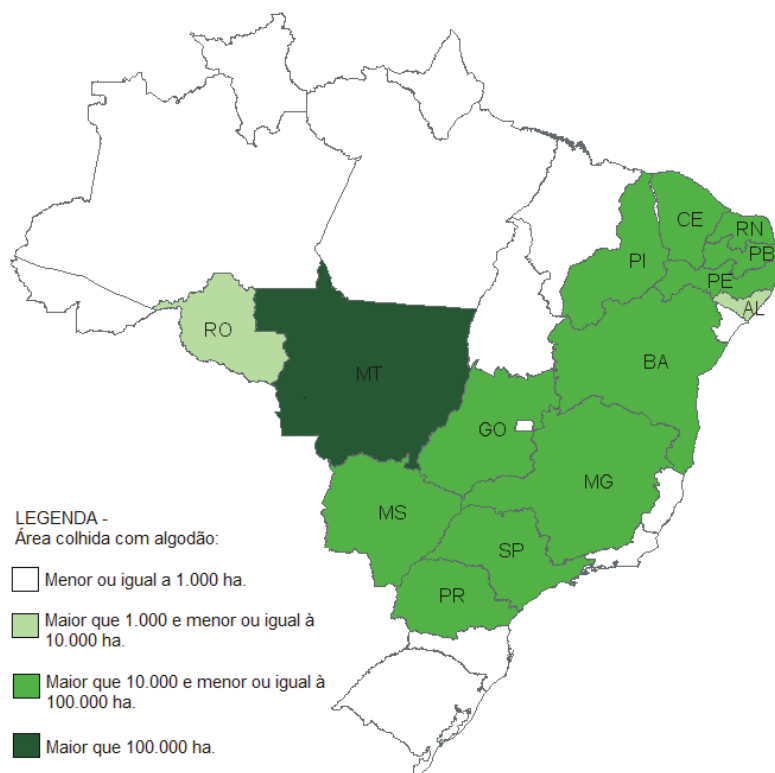 CE
RN
PI
PB
PE
AL
RO
BA
MT
GO
MG
MS
SP
PR
LEGENDA -
Área colhida com algodão:
Menor ou igual a 1.000 ha.
Maior que 1.000 e menor ou igual à
10.000 ha.
Maior que 10.000 e menor ou igual à
100.000 ha.
Maior que 100.000 ha.